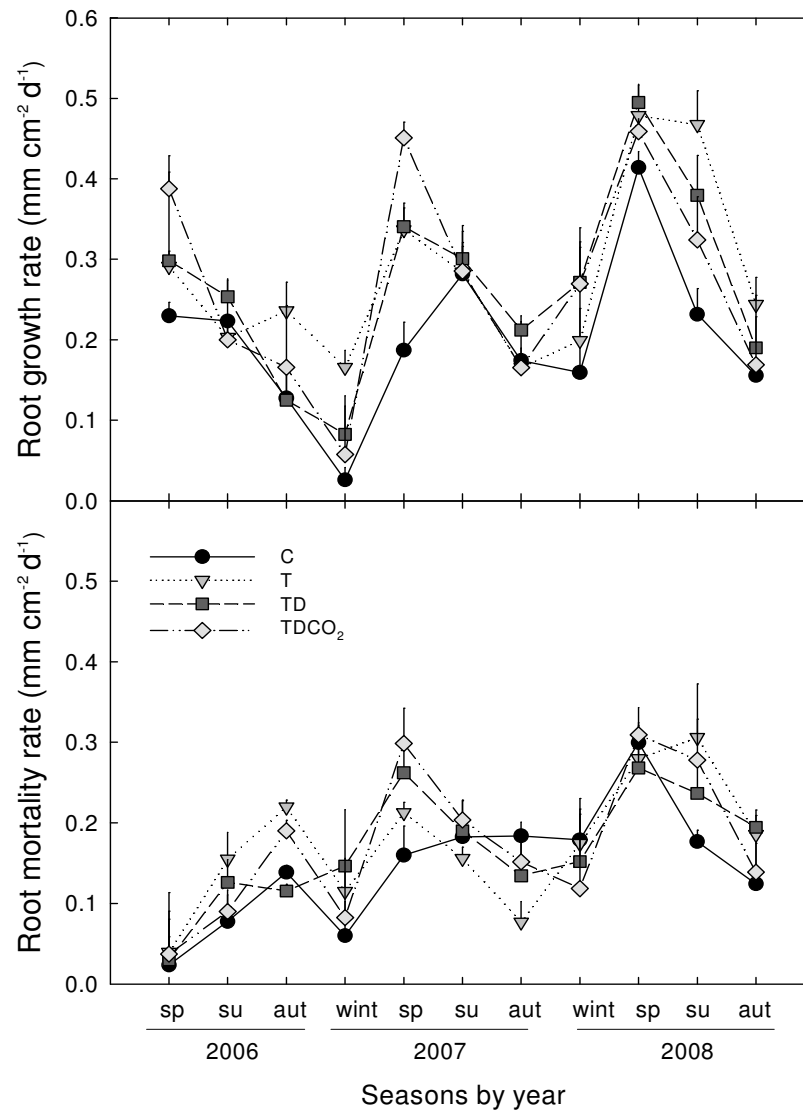 0.6
0.5
0.4
0.3
0.2
0.1
0.0
Root growth rate (mm cm⁻² d⁻¹)
C
T
TD
TDCO₂
0.5
0.4
0.3
0.2
0.1
0.0
Root mortality rate (mm cm⁻² d⁻¹)
sp su aut wint sp su aut wint sp su aut
2006 2007 2008
Seasons by year